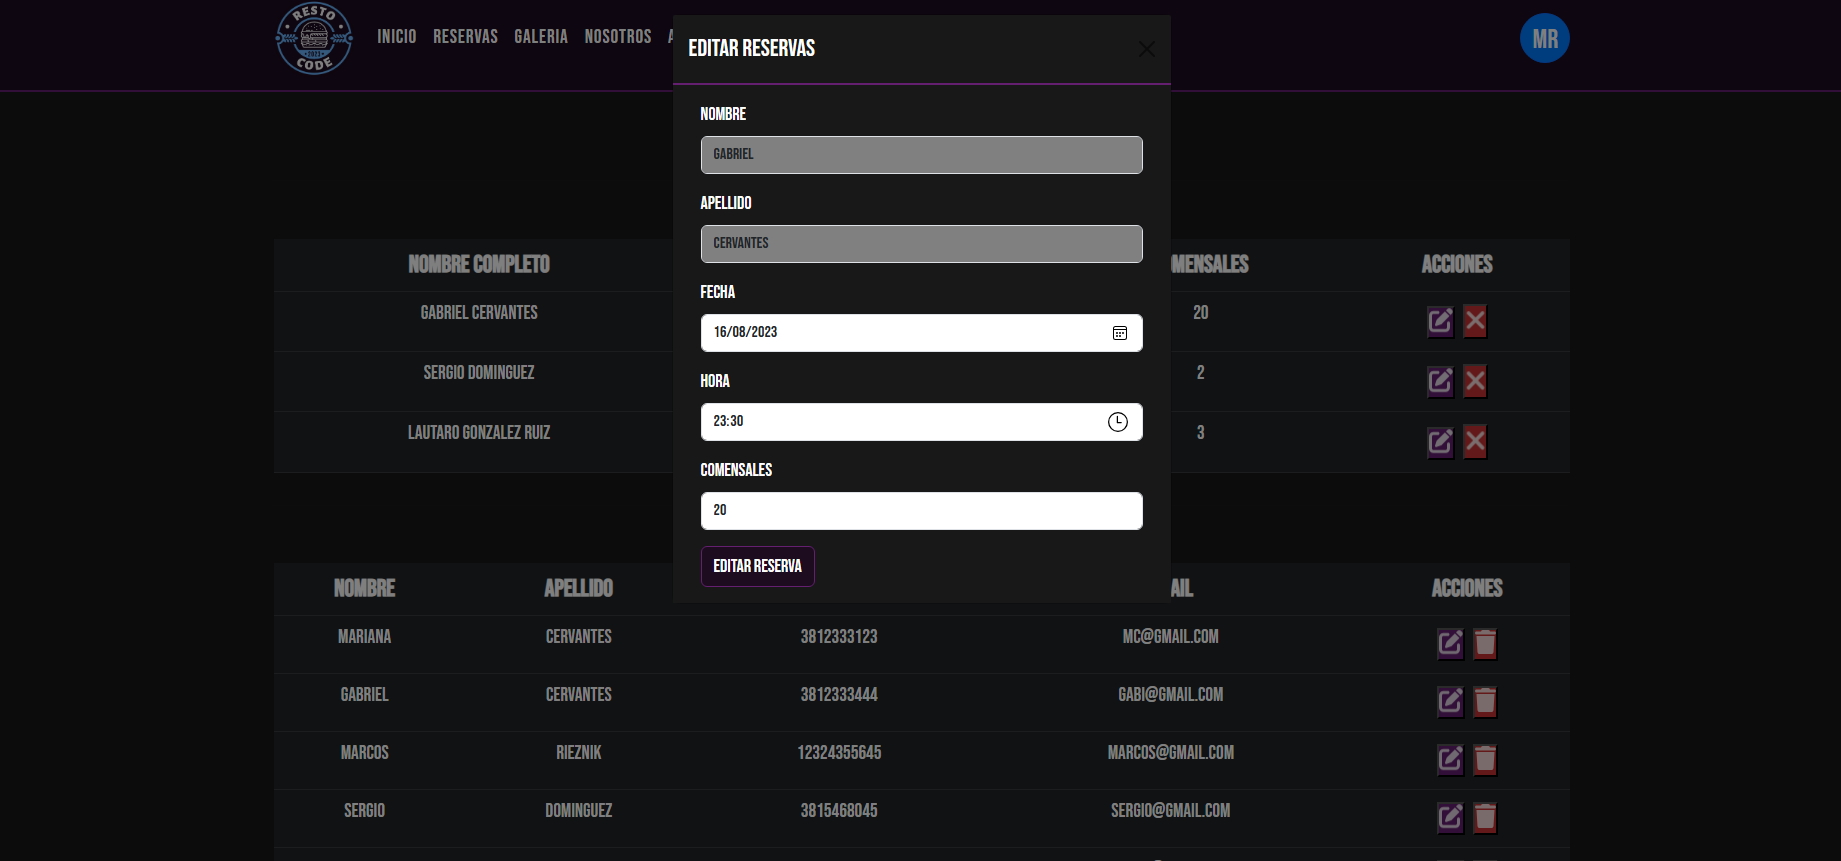 RESTO
2023
CODE
INICIO RESERVAS GALERIA NOSOTROS
MR
EDITAR RESERVAS
NOMBRE
GABRIEL
APELLIDO
CERVANTES
FECHA
16/08/2023
HORA
23:30
COMENSALES
20
EDITAR RESERVA
NOMBRE COMPLETO MENSALES ACCIONES
GABRIEL CERVANTES 20
SERGIO DOMINGUEZ 2
LAUTARO GONZALEZ RUIZ 3
NOMBRE APELLIDO AIL ACCIONES
MARIANA CERVANTES 3812333123 MC@GMAIL.COM
GABRIEL CERVANTES 3812333444 GABI@GMAIL.COM
MARCOS RIEZNIK 12324355645 MARCOS@GMAIL.COM
SERGIO DOMINGUEZ 3815468045 SERGIO@GMAIL.COM